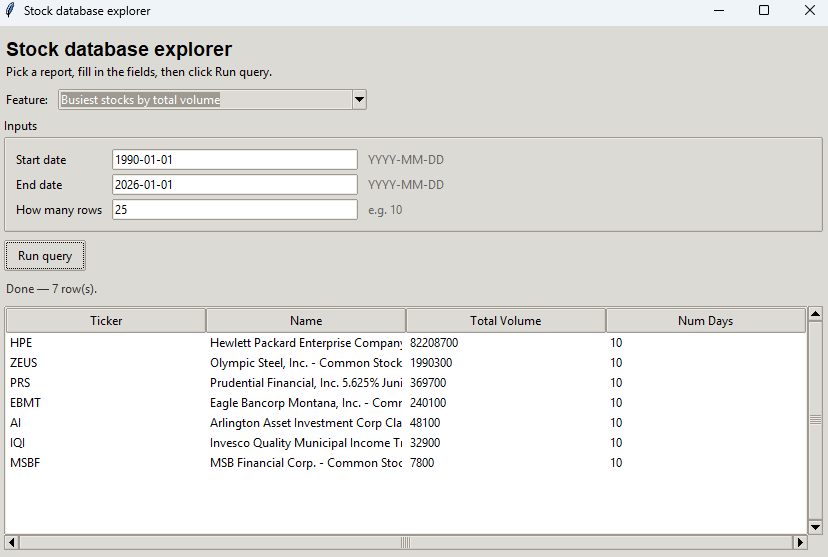 Stock database explorer
Stock database explorer
Pick a report, fill in the fields, then click Run query.
Feature: Busiest stocks by total volume
Inputs
Start date 1990-01-01 YYYY-MM-DD
End date 2026-01-01 YYYY-MM-DD
How many rows 25 e.g. 10
Run query
Done — 7 row(s).
Ticker Name Total Volume Num Days
HPE Hewlett Packard Enterprise Company 82208700 10
ZEUS Olympic Steel, Inc. - Common Stock 1990300 10
PRS Prudential Financial, Inc. 5.625% Juni 369700 10
EBMT Eagle Bancorp Montana, Inc. - Comr 240100 10
AI Arlington Asset Investment Corp Cla 48100 10
IQI Invesco Quality Municipal Income Tr 32900 10
MSBF MSB Financial Corp. - Common Stoc 7800 10